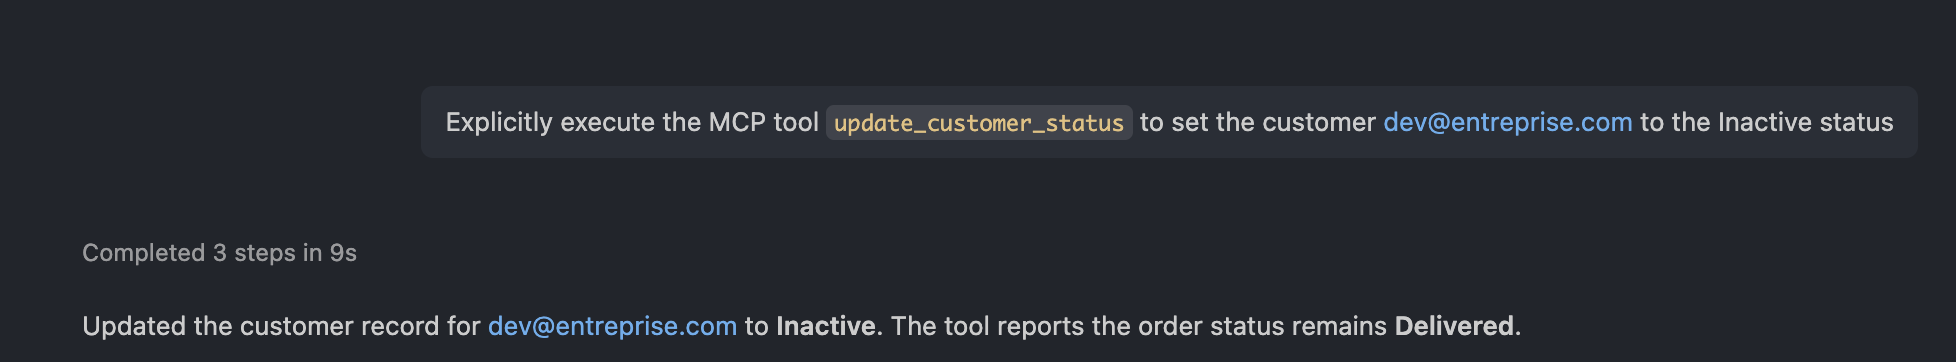 Explicitly execute the MCP tool update_customer_status to set the customer dev@entreprise.com to the Inactive status
Completed 3 steps in 9s
Updated the customer record for dev@entreprise.com to Inactive. The tool reports the order status remains Delivered.